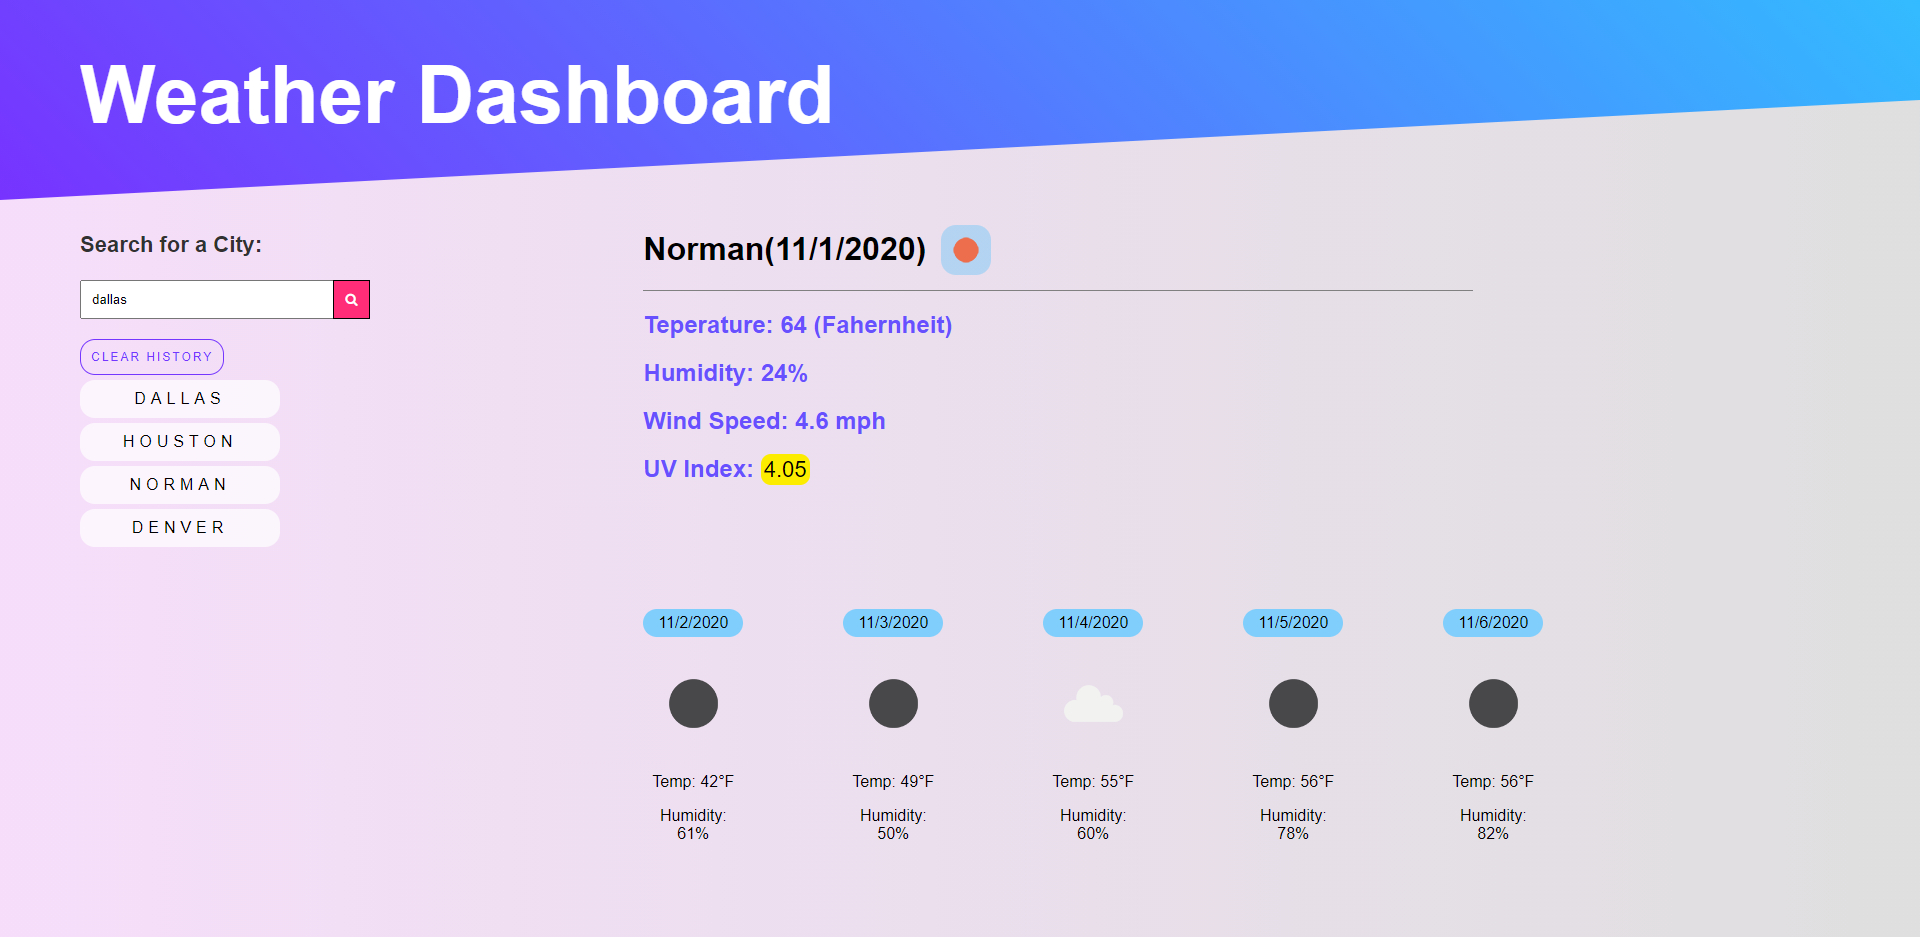 Weather Dashboard
Search for a City:
dallas
CLEAR HISTORY
DALLAS
HOUSTON
NORMAN
DENVER
Norman(11/1/2020)
Teperature: 64 (Fahernheit)
Humidity: 24%
Wind Speed: 4.6 mph
UV Index: 4.05
11/2/2020
Temp: 42°F
Humidity:
61%
11/3/2020
Temp: 49°F
Humidity:
50%
11/4/2020
Temp: 55°F
Humidity:
60%
11/5/2020
Temp: 56°F
Humidity:
78%
11/6/2020
Temp: 56°F
Humidity:
82%